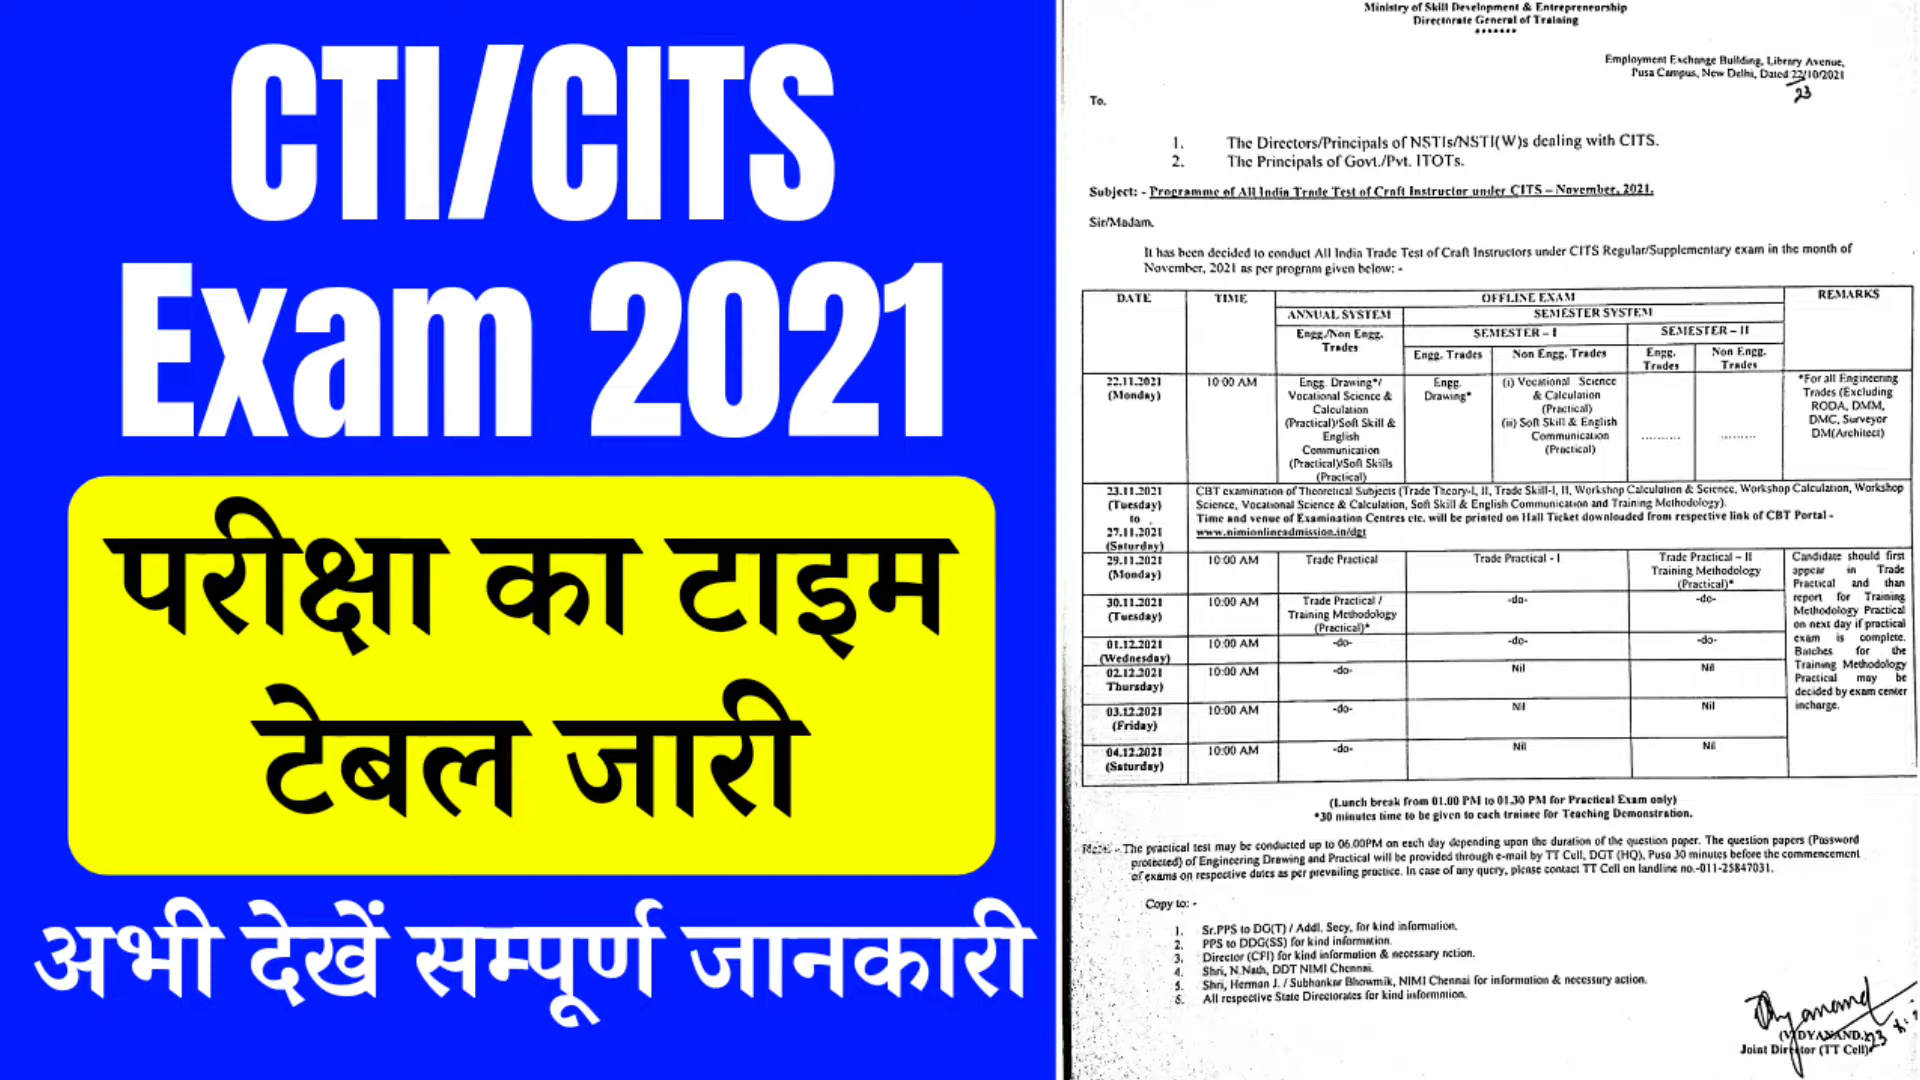 CTI/CITS
Exam 2021
परीक्षा का टाइम
टेबल जारी
अभी देखें सम्पूर्ण जानकारी
Ministry of Skill Development & Entrepreneurship
Directorate General of Training
*******
Employment Exchange Building, Library Avenue,
Pusa Campus, New Delhi, Dated:22/10/2021
23
To,
1. The Directors/Principals of NSTIs/NSTI(W)s dealing with CITS.
2. The Principals of Govt./Pvt. ITOTs.
Subject: - Programme of All India Trade Test of Craft Instructor under CITS – November, 2021.
Sir/Madam,
It has been decided to conduct All India Trade Test of Craft Instructors under CITS Regular/Supplementary exam in the month of
November, 2021 as per program given below: -
DATE TIME OFFLINE EXAM REMARKS
ANNUAL SYSTEM SEMESTER SYSTEM
Engg./Non Engg. Trades SEMESTER – I SEMESTER – II
Engg. Trades Non Engg. Trades Engg. Trades Non Engg. Trades
22.11.2021 (Monday) 10:00 AM Engg. Drawing*/ Vocational Science & Calculation (Practical)/Soft Skill & English Communication (Practical)/Soft Skills (Practical) Engg. Drawing* (i) Vocational Science & Calculation (Practical) (ii) Soft Skill & English Communication (Practical) .......... ......... *For all Engineering Trades (Excluding RODA, DMM, DMC, Surveyor DM(Architect)
23.11.2021 (Tuesday) to 27.11.2021 (Saturday) CBT examination of Theoretical Subjects (Trade Theory-I, II, Trade Skill-I, II, Workshop Calculation & Science, Workshop Calculation, Workshop
Science, Vocational Science & Calculation, Soft Skill & English Communication and Training Methodology).
Time and venue of Examination Centres etc. will be printed on Hall Ticket downloaded from respective link of CBT Portal -
www.nimionlineadmission.in/dgt
29.11.2021 (Monday) 10:00 AM Trade Practical Trade Practical - I Trade Practical – II Training Methodology (Practical)* Candidate should first appear in Trade Practical and than report for Training Methodology Practical on next day if practical exam is complete. Batches for the Training Methodology Practical may be decided by exam center incharge.
30.11.2021 (Tuesday) 10:00 AM Trade Practical / Training Methodology (Practical)* -do- -do-
01.12.2021 (Wednesday) 10:00 AM -do- -do- -do-
02.12.2021 Thursday) 10:00 AM -do- Nil Nil
03.12.2021 (Friday) 10:00 AM -do- Nil Nil
04.12.2021 (Saturday) 10:00 AM -do- Nil Nil
(Lunch break from 01.00 PM to 01.30 PM for Practical Exam only)
*30 minutes time to be given to each trainee for Teaching Demonstration.
Note: - The practical test may be conducted up to 06.00PM on each day depending upon the duration of the question paper. The question papers (Password
protected) of Engineering Drawing and Practical will be provided through e-mail by TT Cell, DGT (HQ), Pusa 30 minutes before the commencement
of exams on respective dates as per prevailing practice. In case of any query, please contact TT Cell on landline no.-011-25847031.
Copy to: -
1. Sr.PPS to DG(T) / Addl. Secy, for kind information.
2. PPS to DDG(SS) for kind information.
3. Director (CPI) for kind information & necessary action.
4. Shri, N.Nath, DDT NIMI Chennai.
5. Shri, Herman J. / Subhankar Bhowmik, NIMI Chennai for information & necessary action.
6. All respective State Directorates for kind information.
(VIDYANAND.)
Joint Director (TT Cell)